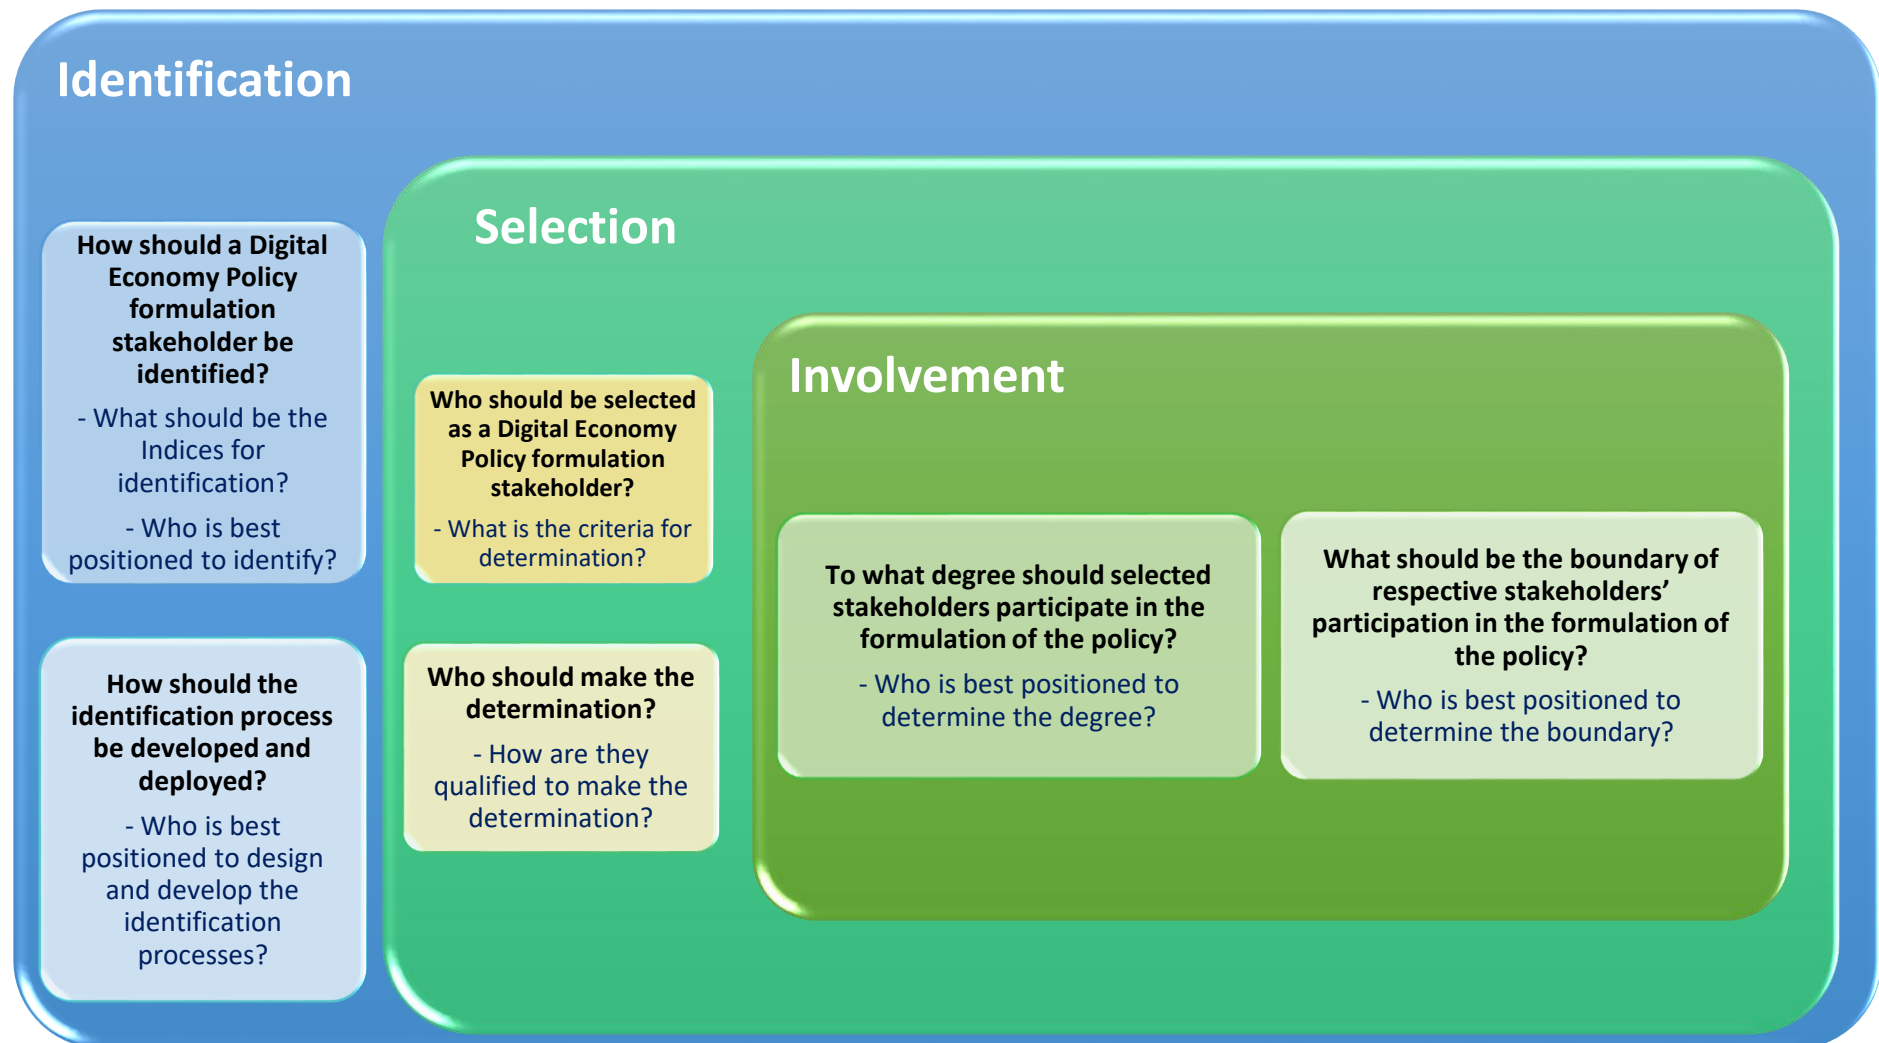 Identification
How should a Digital
Economy Policy
formulation
stakeholder be
identified?
- What should be the
Indices for
identification?
- Who is best
positioned to identify?
How should the
identification process
be developed and
deployed?
- Who is best
positioned to design
and develop the
identification
processes?
Selection
Who should be selected
as a Digital Economy
Policy formulation
stakeholder?
- What is the criteria for
determination?
Who should make the
determination?
- How are they
qualified to make the
determination?
Involvement
To what degree should selected
stakeholders participate in the
formulation of the policy?
- Who is best positioned to
determine the degree?
What should be the boundary of
respective stakeholders’
participation in the formulation of
the policy?
- Who is best positioned to
determine the boundary?